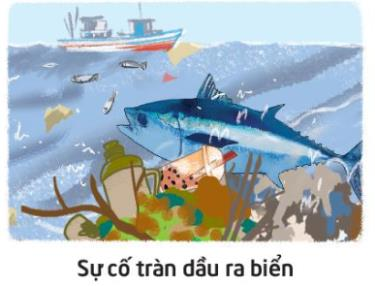 Sự cố tràn dầu ra biển